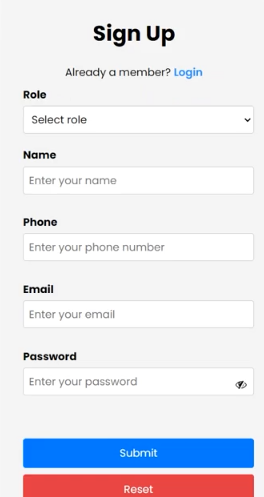 Sign Up
Already a member? Login
Role
Select role
Name
Enter your name
Phone
Enter your phone number
Email
Enter your email
Password
Enter your password
Submit
Reset